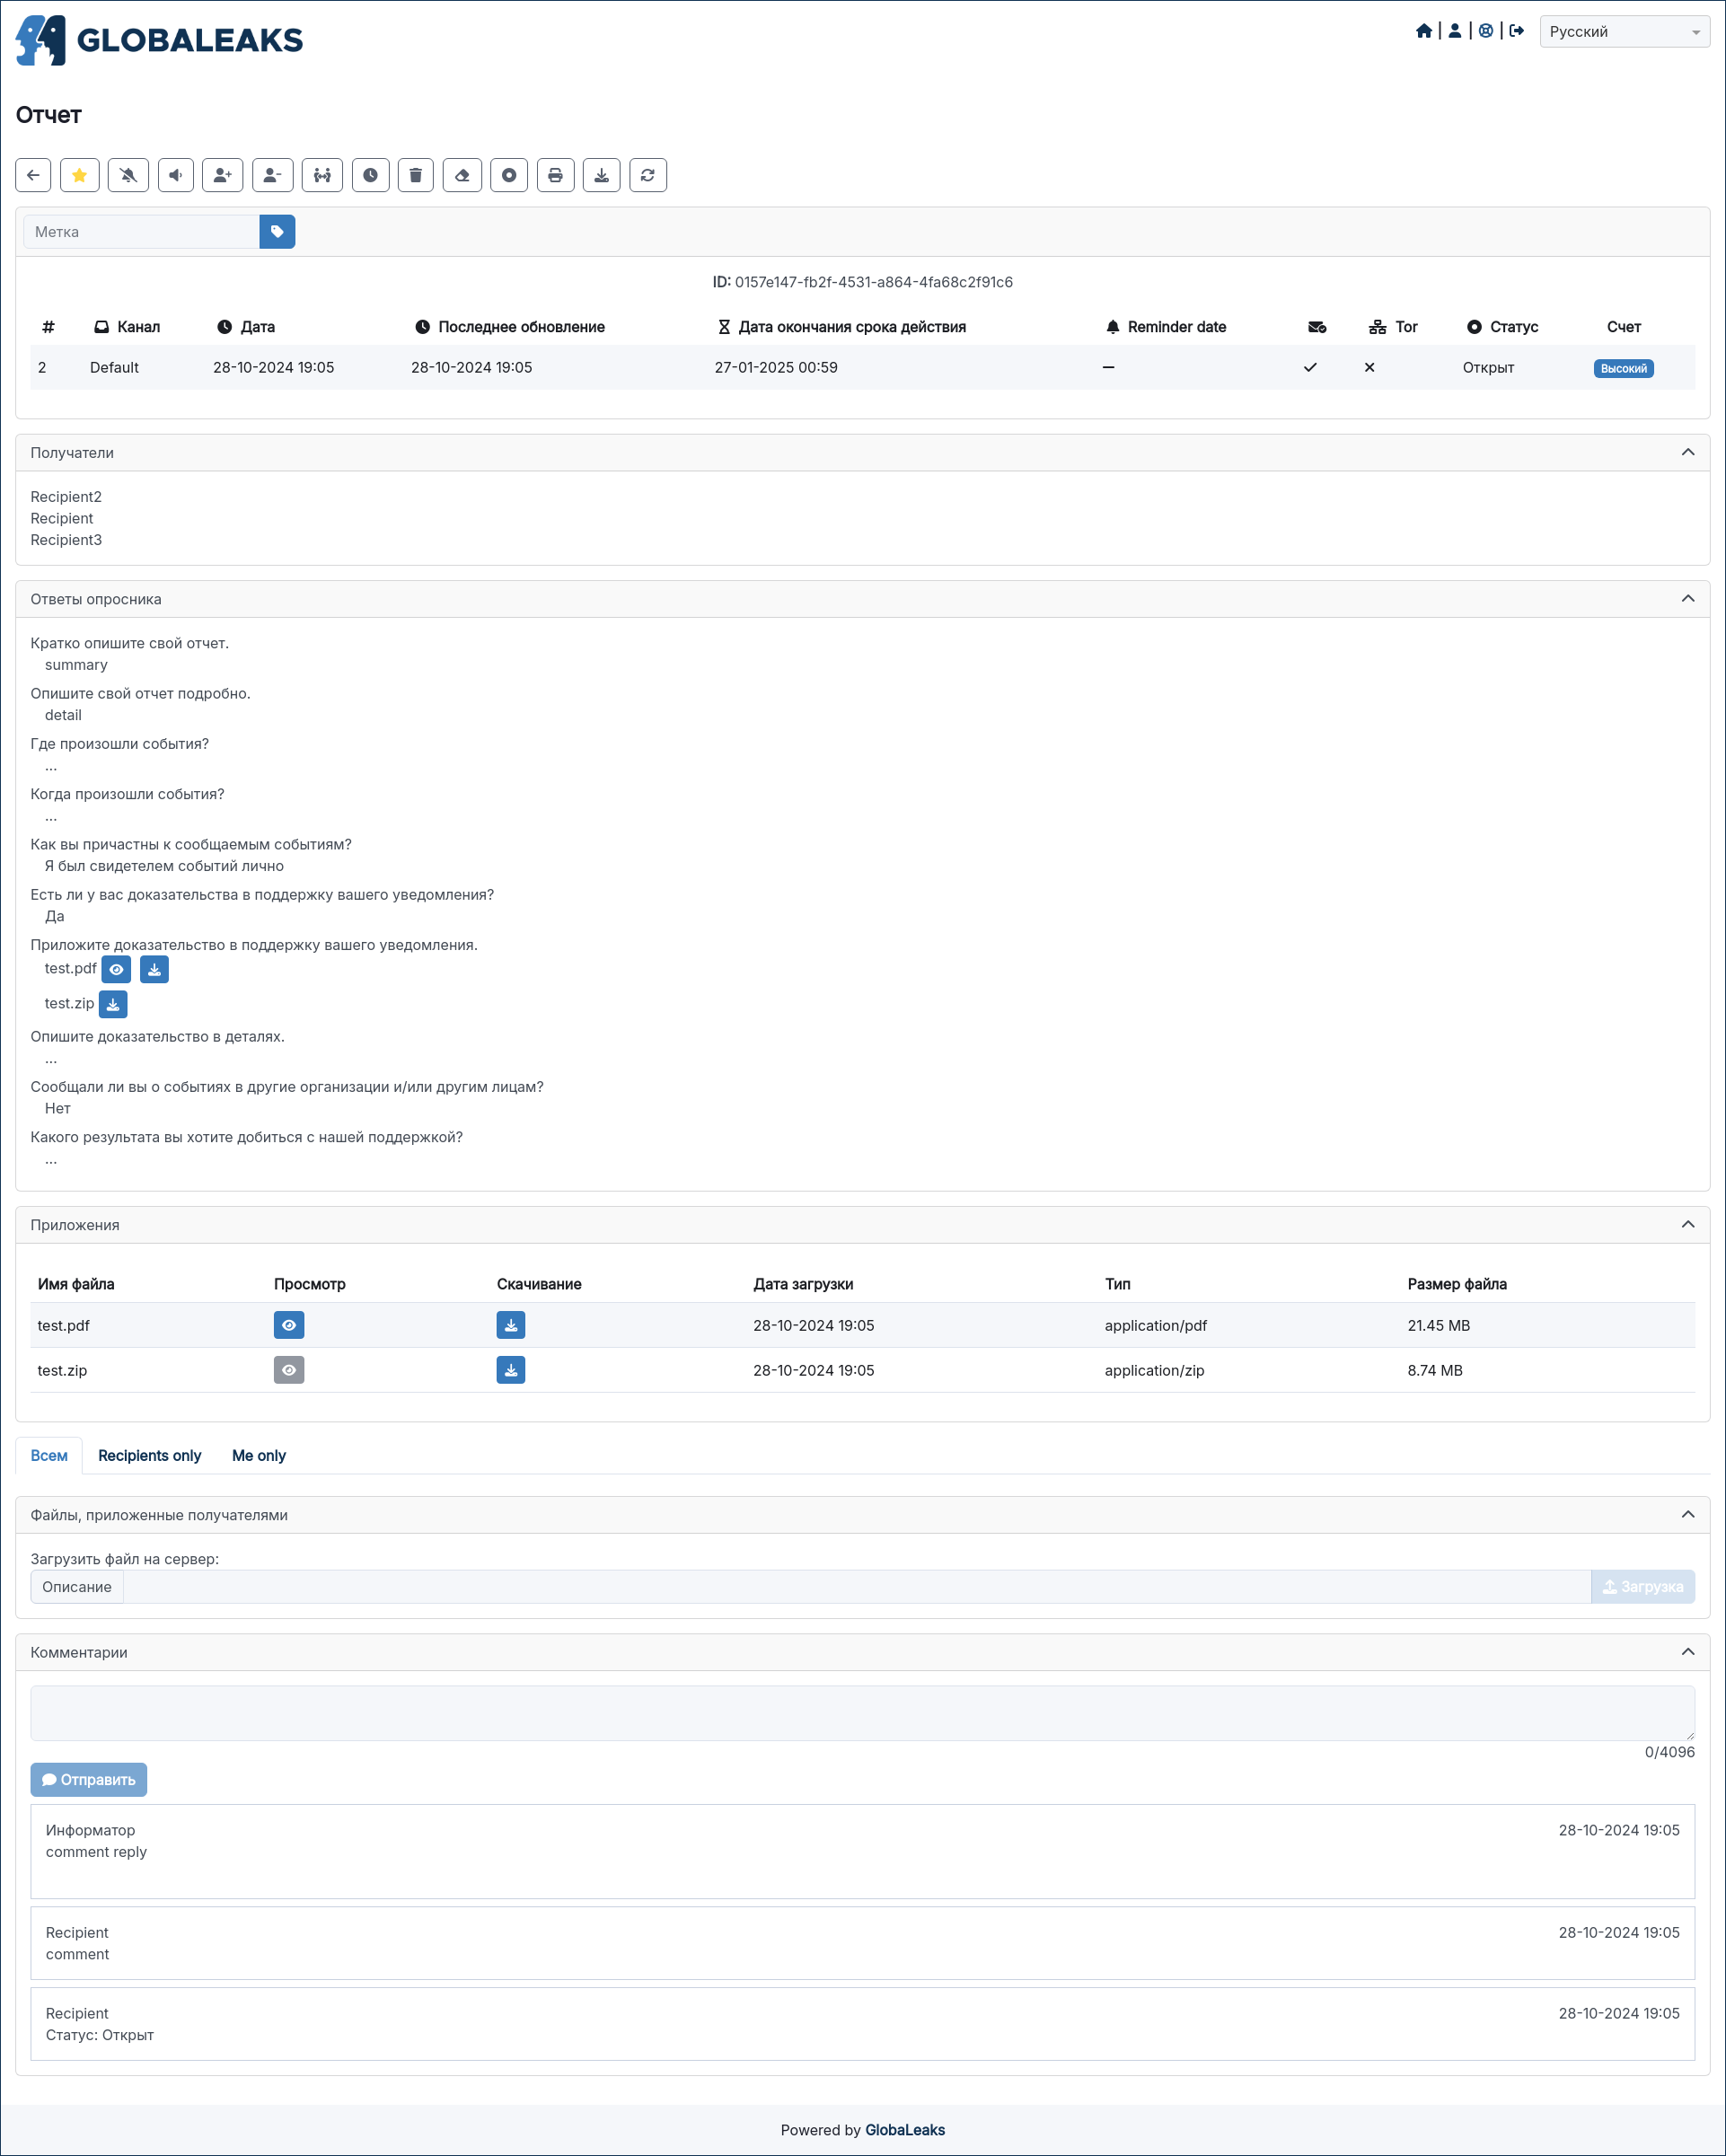 GLOBALEAKS
Русский
Отчет
Метка
ID: 0157e147-fb2f-4531-a864-4fa68c2f91c6
# Канал Дата Последнее обновление Дата окончания срока действия Reminder date Tor Статус Счет
2 Default 28-10-2024 19:05 28-10-2024 19:05 27-01-2025 00:59 Открыт Высокий
Получатели
Recipient2
Recipient
Recipient3
Ответы опросника
Кратко опишите свой отчет.
summary
Опишите свой отчет подробно.
detail
Где произошли события?
...
Когда произошли события?
...
Как вы причастны к сообщаемым событиям?
Я был свидетелем событий лично
Есть ли у вас доказательства в поддержку вашего уведомления?
Да
Приложите доказательство в поддержку вашего уведомления.
test.pdf
test.zip
Опишите доказательство в деталях.
...
Сообщали ли вы о событиях в другие организации и/или другим лицам?
Нет
Какого результата вы хотите добиться с нашей поддержкой?
...
Приложения
Имя файла Просмотр Скачивание Дата загрузки Тип Размер файла
test.pdf 28-10-2024 19:05 application/pdf 21.45 MB
test.zip 28-10-2024 19:05 application/zip 8.74 MB
Всем Recipients only Me only
Файлы, приложенные получателями
Загрузить файл на сервер:
Описание Загрузка
Комментарии
0/4096
Отправить
Информатор 28-10-2024 19:05
comment reply
Recipient 28-10-2024 19:05
comment
Recipient 28-10-2024 19:05
Статус: Открыт
Powered by GlobaLeaks